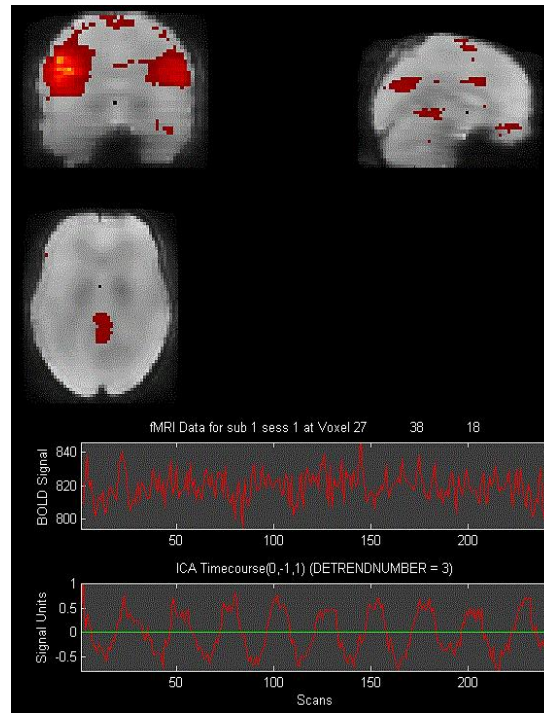 fMRI Data for sub 1 sess 1 at Voxel 27 38 18
840
820
800
BOLD Signal
50 100 150 200
ICA Timecourse(0,-1,1) (DETRENDNUMBER = 3)
1
0.5
0
-0.5
Signal Units
50 100 150 200
Scans